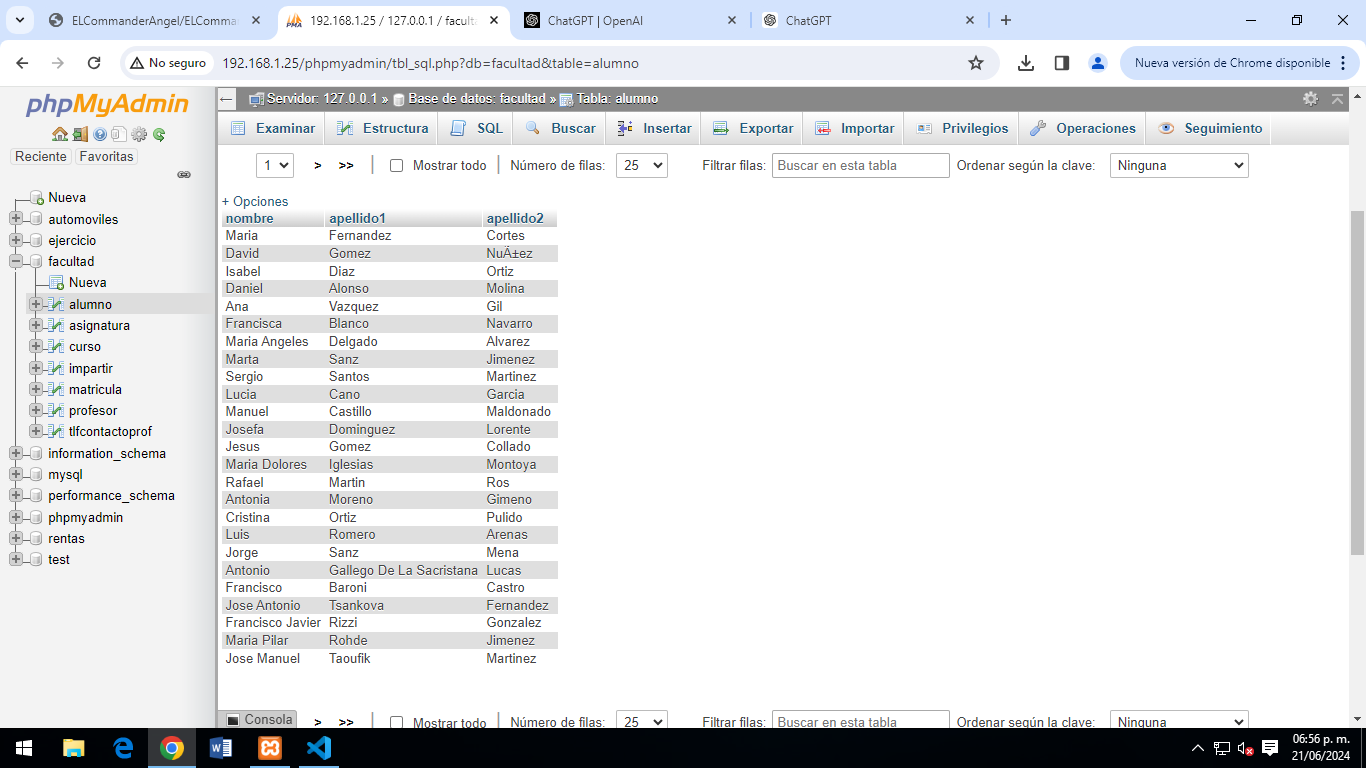 ELCommanderAngel/ELComma
192.168.1.25 / 127.0.0.1 / faculta
ChatGPT | OpenAI
ChatGPT
No seguro
192.168.1.25/phpmyadmin/tbl_sql.php?db=facultad&table=alumno
Nueva versión de Chrome disponible
phpMyAdmin
Reciente Favoritas
Nueva
automoviles
ejercicio
facultad
Nueva
alumno
asignatura
curso
impartir
matricula
profesor
tlfcontactoprof
information_schema
mysql
performance_schema
phpmyadmin
rentas
test
Servidor: 127.0.0.1 » Base de datos: facultad » Tabla: alumno
Examinar Estructura SQL Buscar Insertar Exportar Importar Privilegios Operaciones Seguimiento
1 > >> | Mostrar todo | Número de filas: 25 Filtrar filas: Buscar en esta tabla Ordenar según la clave: Ninguna
+ Opciones
nombre apellido1 apellido2
Maria Fernandez Cortes
David Gomez NuÃ±ez
Isabel Diaz Ortiz
Daniel Alonso Molina
Ana Vazquez Gil
Francisca Blanco Navarro
Maria Angeles Delgado Alvarez
Marta Sanz Jimenez
Sergio Santos Martinez
Lucia Cano Garcia
Manuel Castillo Maldonado
Josefa Dominguez Lorente
Jesus Gomez Collado
Maria Dolores Iglesias Montoya
Rafael Martin Ros
Antonia Moreno Gimeno
Cristina Ortiz Pulido
Luis Romero Arenas
Jorge Sanz Mena
Antonio Gallego De La Sacristana Lucas
Francisco Baroni Castro
Jose Antonio Tsankova Fernandez
Francisco Javier Rizzi Gonzalez
Maria Pilar Rohde Jimenez
Jose Manuel Taoufik Martinez
Consola > >> | Mostrar todo | Número de filas: 25 Filtrar filas: Buscar en esta tabla Ordenar según la clave: Ninguna
06:56 p. m.
21/06/2024